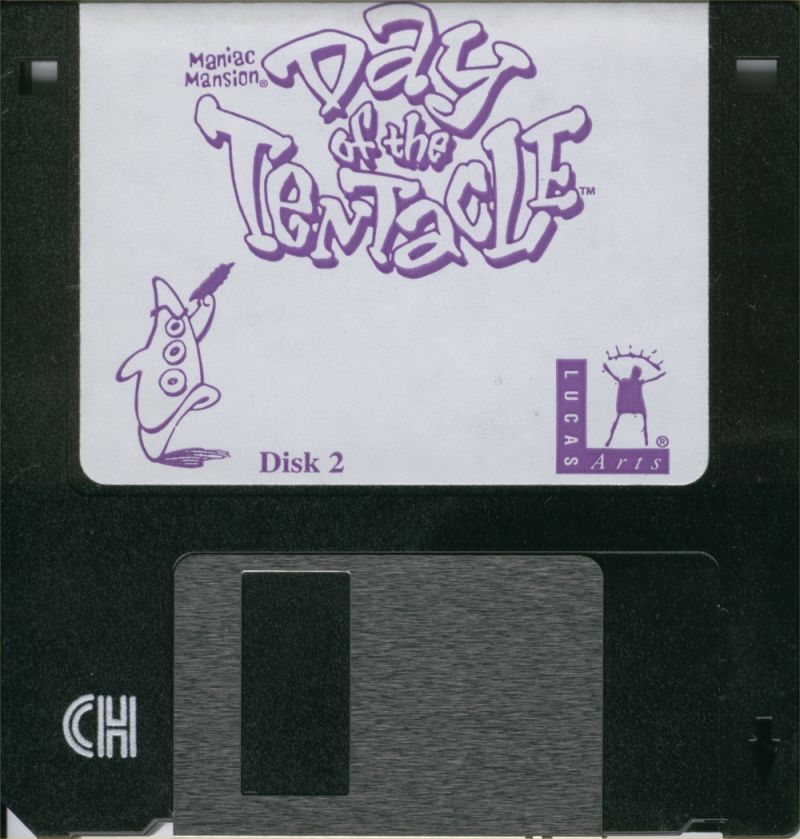 Maniac
Mansion®
Day
of the
Tentacle™
Disk 2
LUCAS
Arts ®
CH